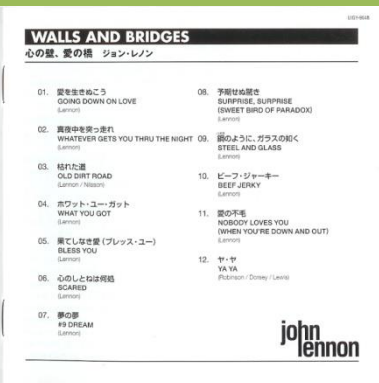 WALLS AND BRIDGES
心の壁、愛の橋 ジョン・レノン
01. 愛を生きぬこう
GOING DOWN ON LOVE
(Lennon)
02. 真夜中を突っ走れ
WHATEVER GETS YOU THRU THE NIGHT
(Lennon)
03. 枯れた道
OLD DIRT ROAD
(Lennon / Nilsson)
04. ホワット・ユー・ガット
WHAT YOU GOT
(Lennon)
05. 果てしなき愛 (ブレッス・ユー)
BLESS YOU
(Lennon)
06. 心のしとねは何処
SCARED
(Lennon)
07. 夢の夢
#9 DREAM
(Lennon)
08. 予期せぬ驚き
SURPRISE, SURPRISE
(SWEET BIRD OF PARADOX)
(Lennon)
09. 鋼のように、ガラスの如く
STEEL AND GLASS
(Lennon)
10. ビーフ・ジャーキー
BEEF JERKY
(Lennon)
11. 愛の不毛
NOBODY LOVES YOU
(WHEN YOU'RE DOWN AND OUT)
(Lennon)
12. ヤ・ヤ
YA YA
(Robinson / Dorsey / Lewis)
john
lennon